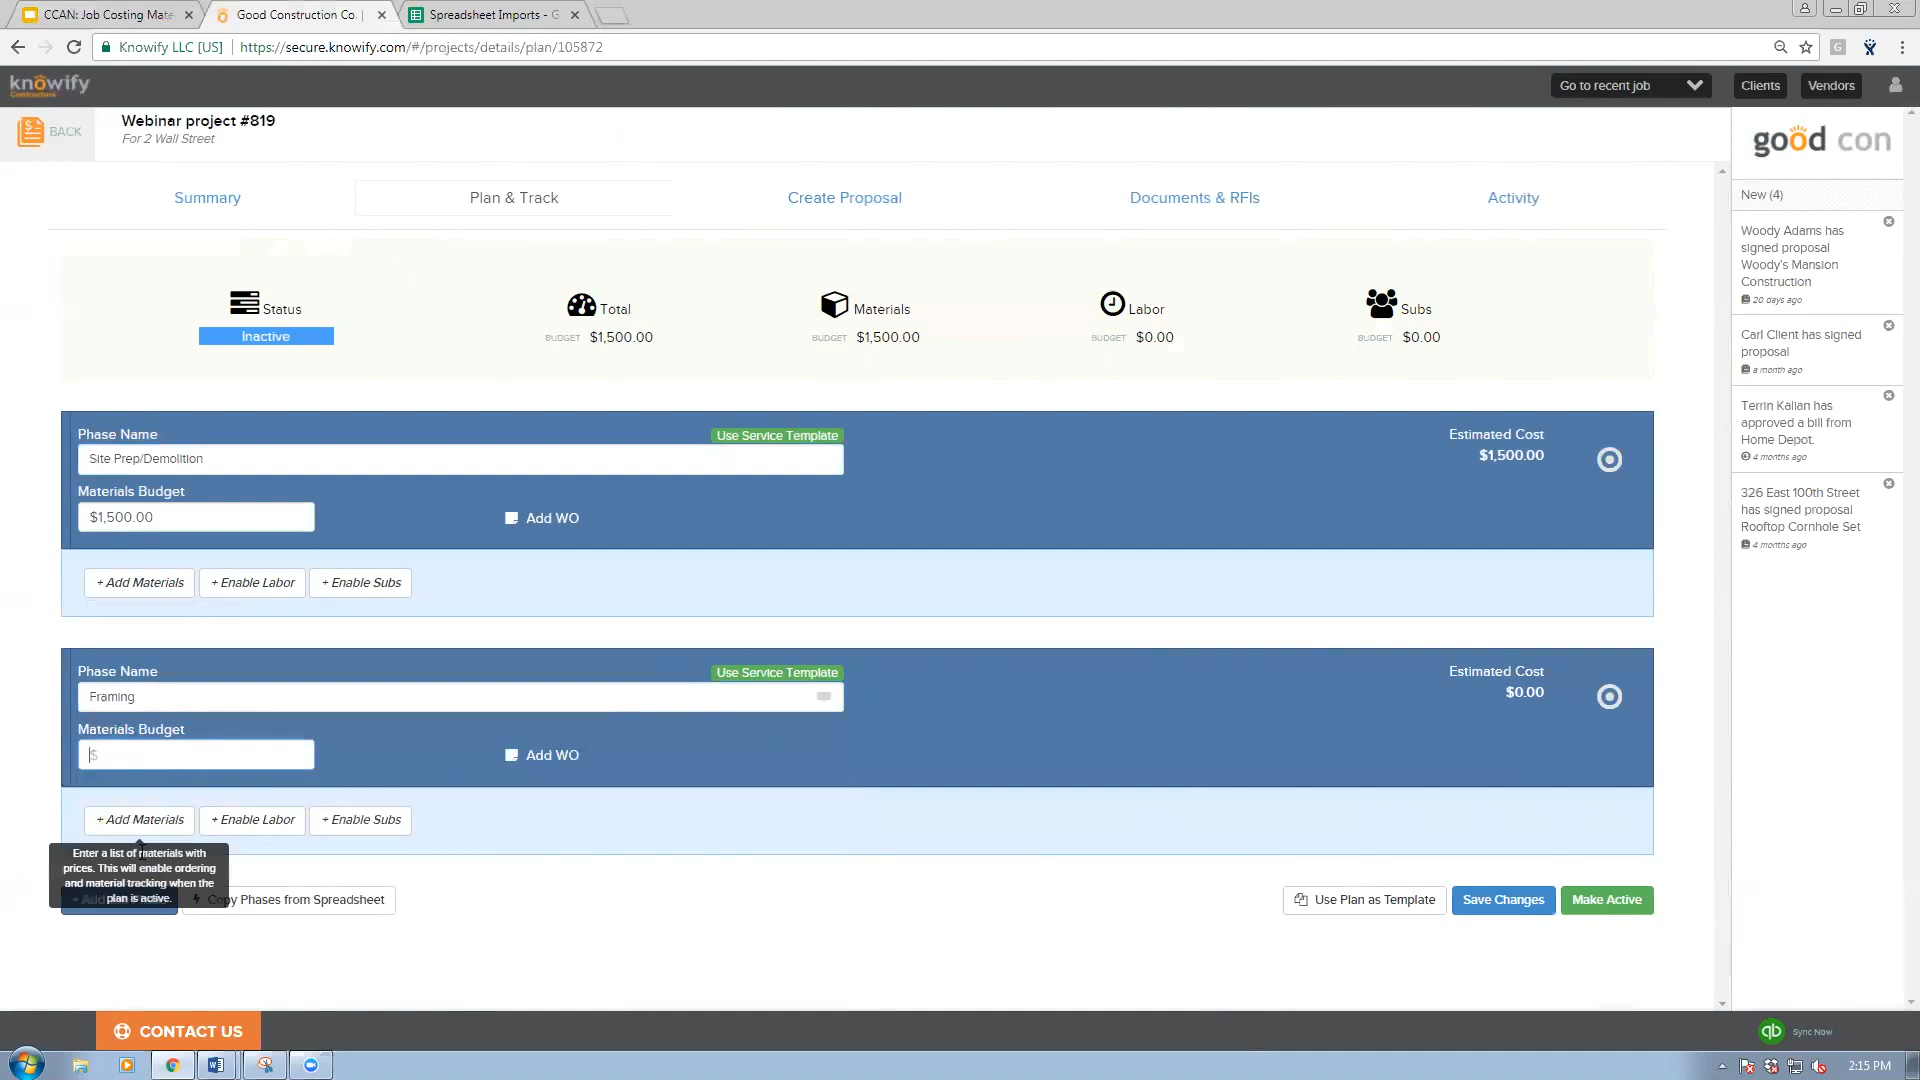 CCAN: Job Costing Mate
Good Construction Co. |
Spreadsheet Imports - G
Knowify LLC [US]
https://secure.knowify.com/#/projects/details/plan/105872
knowify
Contractors
Go to recent job
Clients
Vendors
BACK
Webinar project #819
For 2 Wall Street
good con
Summary
Plan & Track
Create Proposal
Documents & RFIs
Activity
New (4)
Woody Adams has
signed proposal
Woody's Mansion
Construction
20 days ago
Carl Client has signed
proposal
a month ago
Terrin Kalian has
approved a bill from
Home Depot.
4 months ago
326 East 100th Street
has signed proposal
Rooftop Cornhole Set
4 months ago
Status
Inactive
Total
BUDGET $1,500.00
Materials
BUDGET $1,500.00
Labor
BUDGET $0.00
Subs
BUDGET $0.00
Phase Name
Use Service Template
Estimated Cost
$1,500.00
Site Prep/Demolition
Materials Budget
$1,500.00
Add WO
+ Add Materials
+ Enable Labor
+ Enable Subs
Phase Name
Use Service Template
Estimated Cost
$0.00
Framing
Materials Budget
$
Add WO
+ Add Materials
+ Enable Labor
+ Enable Subs
Enter a list of materials with
prices. This will enable ordering
and material tracking when the
plan is active.
Copy Phases from Spreadsheet
Use Plan as Template
Save Changes
Make Active
CONTACT US
qb
Sync Now
2:15 PM